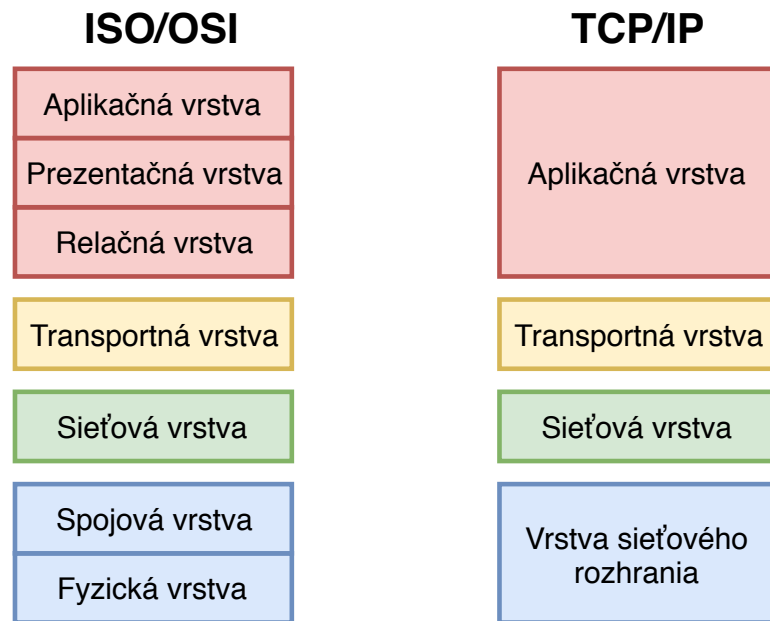 ISO/OSI
Aplikačná vrstva
Prezentačná vrstva
Relačná vrstva
Transportná vrstva
Sieťová vrstva
Spojová vrstva
Fyzická vrstva
TCP/IP
Aplikačná vrstva
Transportná vrstva
Sieťová vrstva
Vrstva sieťového
rozhrania